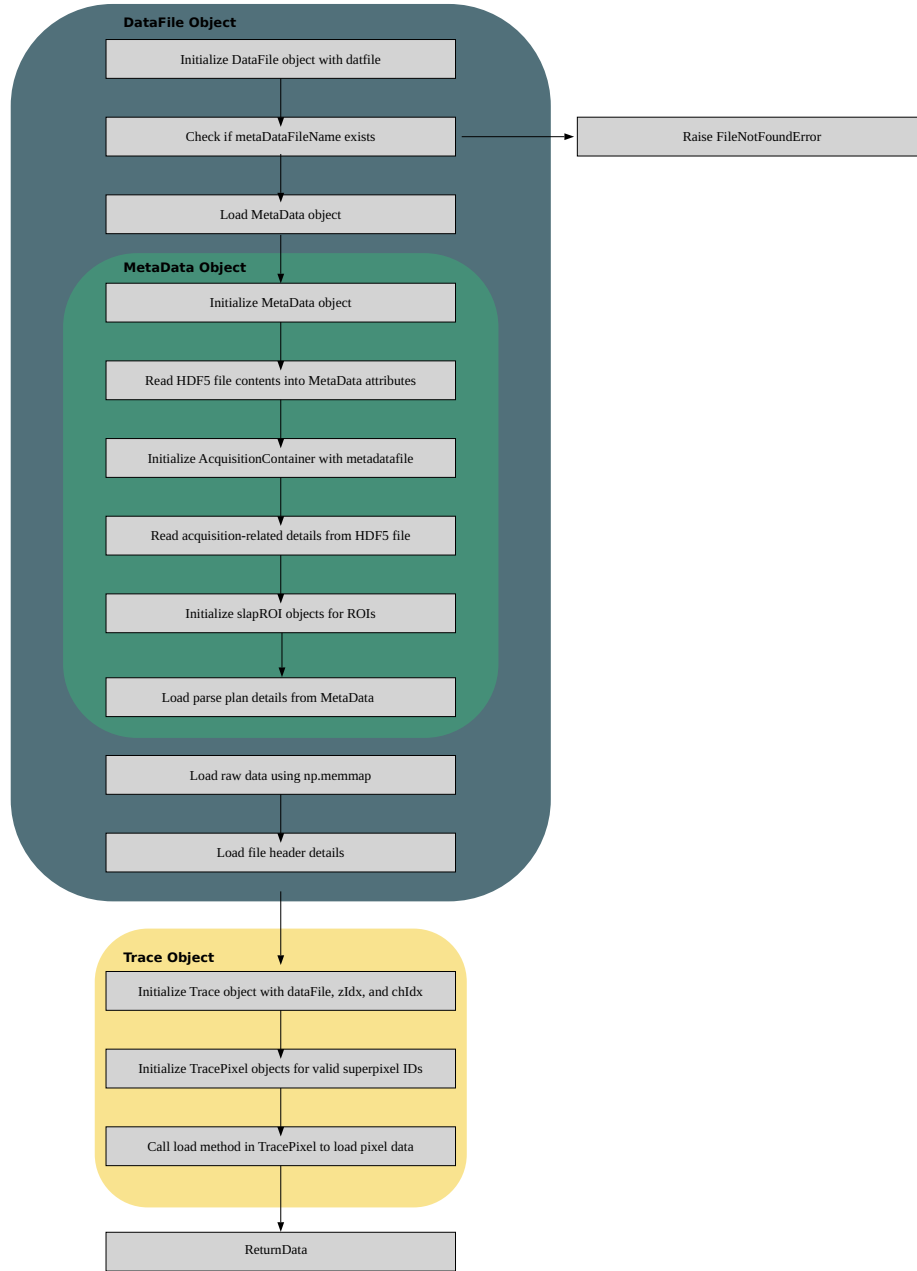 DataFile Object
Initialize DataFile object with datfile
Check if metaDataFileName exists
Raise FileNotFoundError
Load MetaData object
MetaData Object
Initialize MetaData object
Read HDF5 file contents into MetaData attributes
Initialize AcquisitionContainer with metadatafile
Read acquisition-related details from HDF5 file
Initialize slapROI objects for ROIs
Load parse plan details from MetaData
Load raw data using np.memmap
Load file header details
Trace Object
Initialize Trace object with dataFile, zIdx, and chIdx
Initialize TracePixel objects for valid superpixel IDs
Call load method in TracePixel to load pixel data
ReturnData